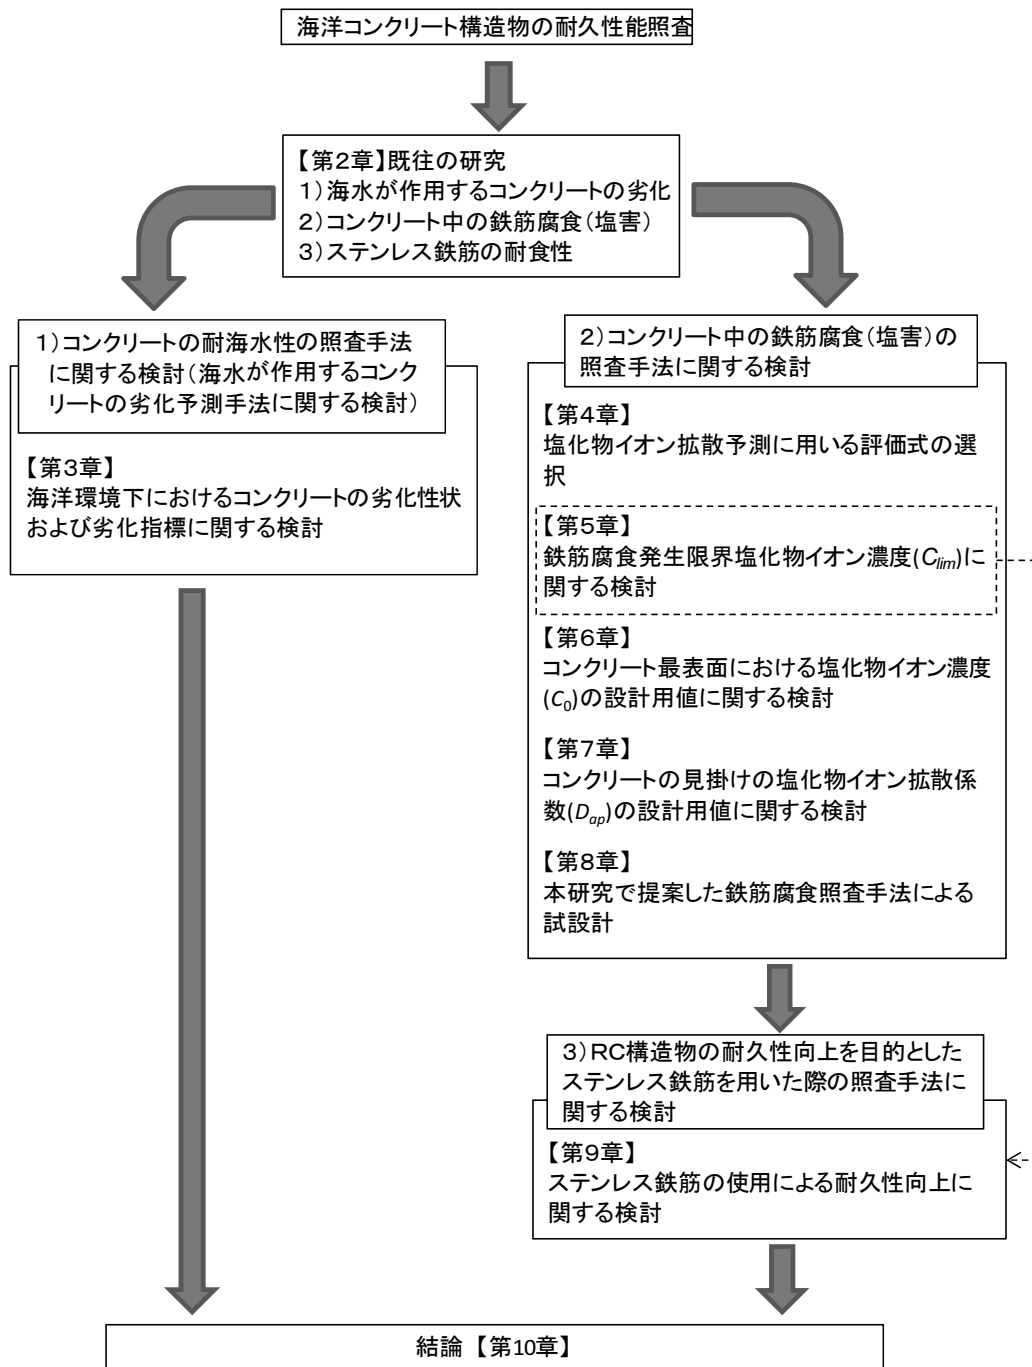 海洋コンクリート構造物の耐久性能照査
【第2章】既往の研究
1)海水が作用するコンクリートの劣化
2)コンクリート中の鉄筋腐食(塩害)
3)ステンレス鉄筋の耐食性
1)コンクリートの耐海水性の照査手法
に関する検討(海水が作用するコンク
リートの劣化予測手法に関する検討)
【第3章】
海洋環境下におけるコンクリートの劣化性状
および劣化指標に関する検討
2)コンクリート中の鉄筋腐食(塩害)の
照査手法に関する検討
【第4章】
塩化物イオン拡散予測に用いる評価式の選
択
【第5章】
鉄筋腐食発生限界塩化物イオン濃度(Clim)に
関する検討
【第6章】
コンクリート最表面における塩化物イオン濃度
(C0)の設計用値に関する検討
【第7章】
コンクリートの見掛けの塩化物イオン拡散係
数(Dap)の設計用値に関する検討
【第8章】
本研究で提案した鉄筋腐食照査手法による
試設計
3)RC構造物の耐久性向上を目的とした
ステンレス鉄筋を用いた際の照査手法に
関する検討
【第9章】
ステンレス鉄筋の使用による耐久性向上に
関する検討
結論【第10章】